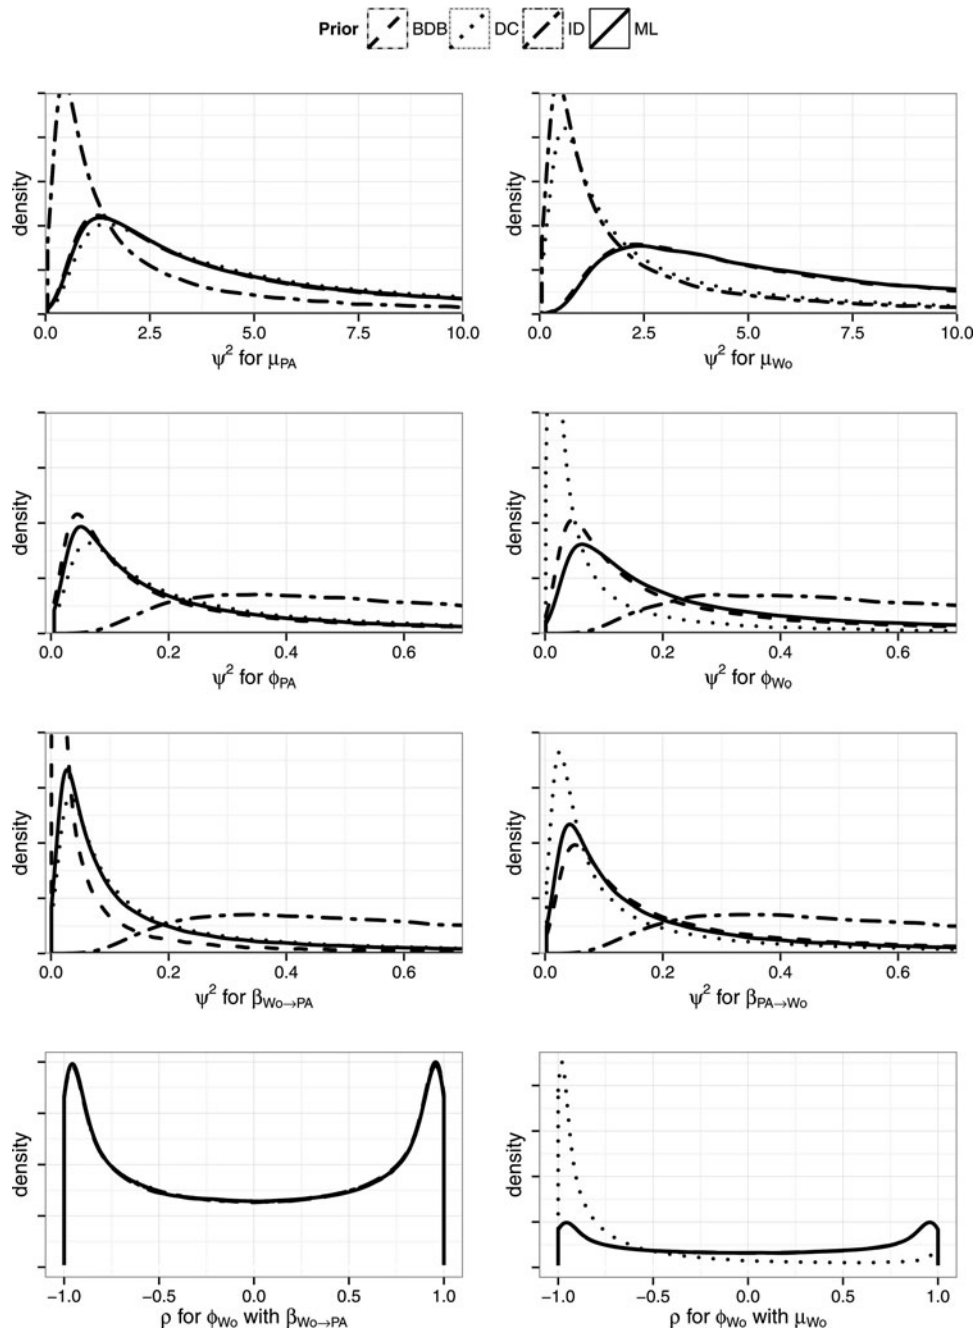 Prior BDB DC ID ML
density density
0.0 2.5 5.0 7.5 10.0 0.0 2.5 5.0 7.5 10.0
ψ² for μPA ψ² for μWo
density density
0.0 0.2 0.4 0.6 0.0 0.2 0.4 0.6
ψ² for ϕPA ψ² for ϕWo
density density
0.0 0.2 0.4 0.6 0.0 0.2 0.4 0.6
ψ² for βWo→PA ψ² for βPA→Wo
density density
−1.0 −0.5 0.0 0.5 1.0 −1.0 −0.5 0.0 0.5 1.0
ρ for ϕWo with βWo→PA ρ for ϕWo with μWo